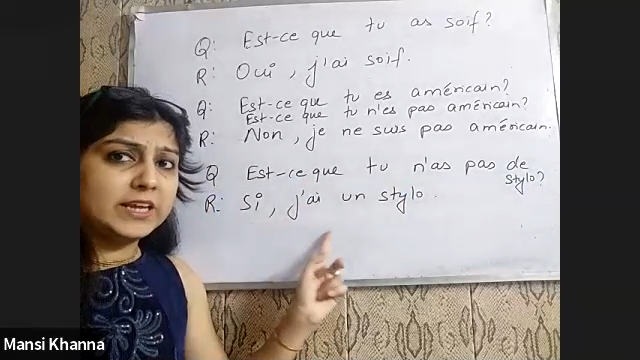 Q: Est-ce que tu as soif?
R: Oui, j'ai soif.
Q: Est-ce que tu es américain?
Est-ce que tu n'es pas américain?
R: Non, je ne suis pas américain.
Q Est-ce que tu n'as pas de
stylo?
R: Si, j'ai un stylo.
Mansi Khanna